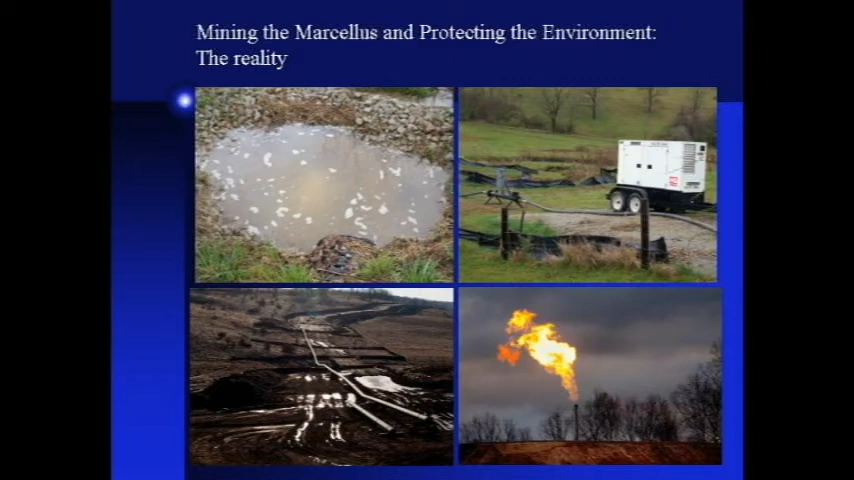 Mining the Marcellus and Protecting the Environment:
The reality